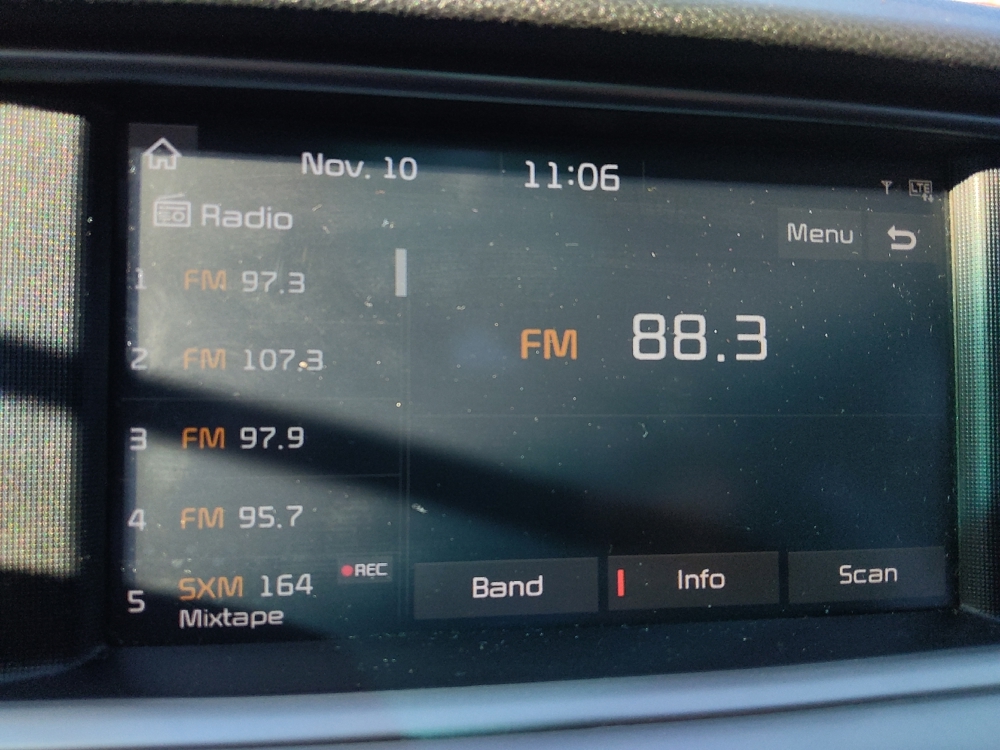 Nov. 10 11:06 LTE
Radio
Menu
1 FM 97.3
FM 88.3
2 FM 107.3
3 FM 97.9
4 FM 95.7
5 SXM 164 REC
Mixtape
Band Info Scan